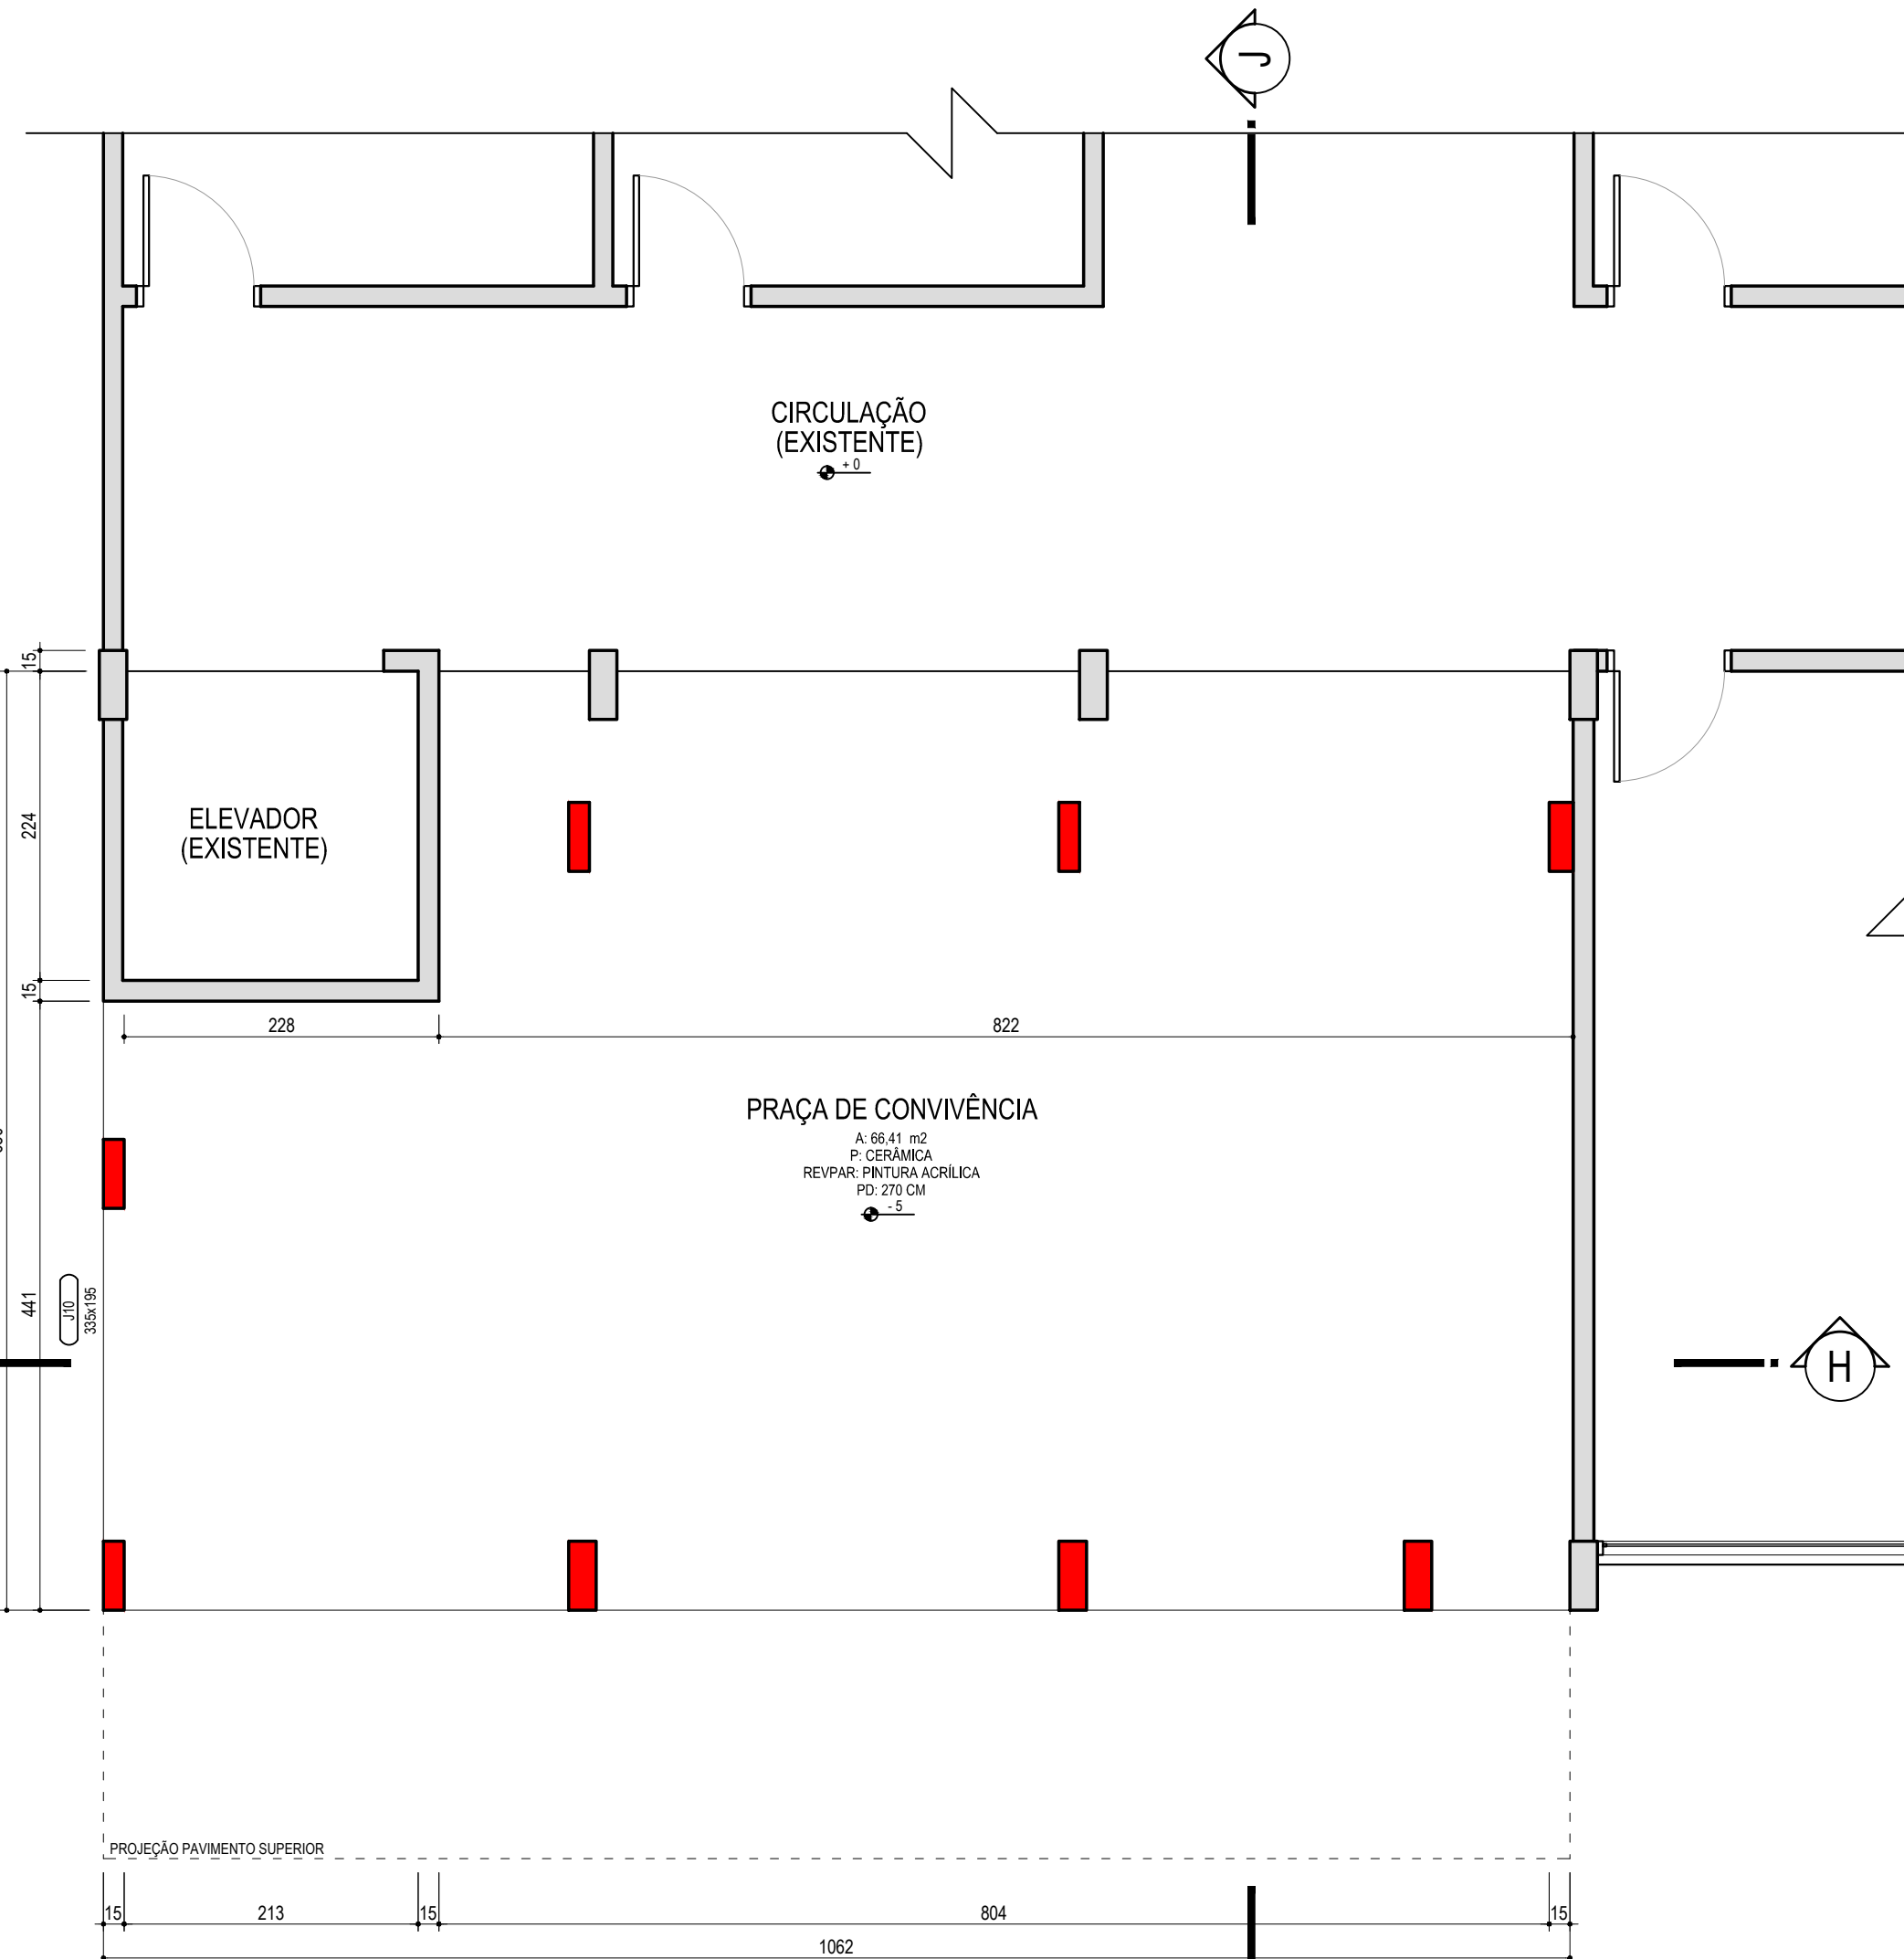 J
CIRCULAÇÃO
(EXISTENTE)
+ 0
15
224
ELEVADOR
(EXISTENTE)
15
228
822
PRAÇA DE CONVIVÊNCIA
A: 66,41 m2
P: CERÂMICA
REVPAR: PINTURA ACRÍLICA
PD: 270 CM
- 5
441
J10
335x195
H
PROJEÇÃO PAVIMENTO SUPERIOR
15
213
15
804
15
1062